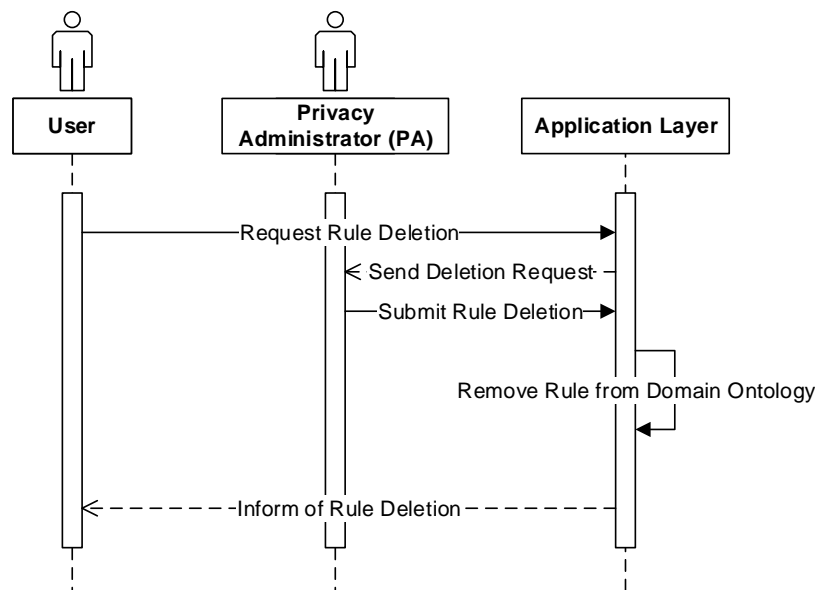 User
Privacy
Administrator (PA)
Application Layer
Request Rule Deletion
Send Deletion Request
Submit Rule Deletion
Remove Rule from Domain Ontology
Inform of Rule Deletion